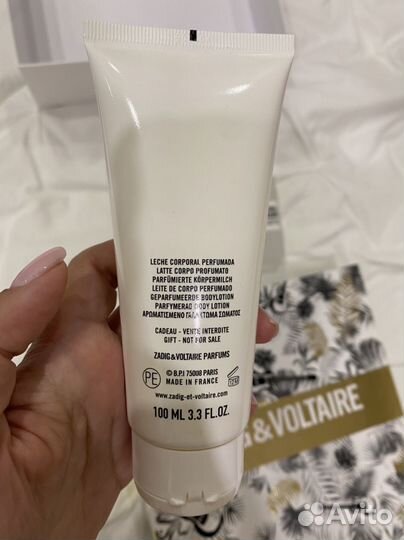 LECHE CORPORAL PERFUMADA
LATTE CORPO PROFUMATO
PARFÜMIERTE KÖRPERMILCH
LEITE DE CORPO PERFUMADO
GEPARFUMEERDE BODYLOTION
PARFYMERAD BODY LOTION
ΑΡΩΜΑΤΙΣΜΕΝΟ ΓΑΛΑΚΤΩΜΑ ΣΩΜΑΤΟΣ
CADEAU - VENTE INTERDITE
GIFT - NOT FOR SALE
ZADIG&VOLTAIRE PARFUMS
PE
© B.P.I 75008 PARIS
MADE IN FRANCE
www.zadig-et-voltaire.com
100 ML 3.3 FL.OZ.
G&VOLTAIRE
Avito